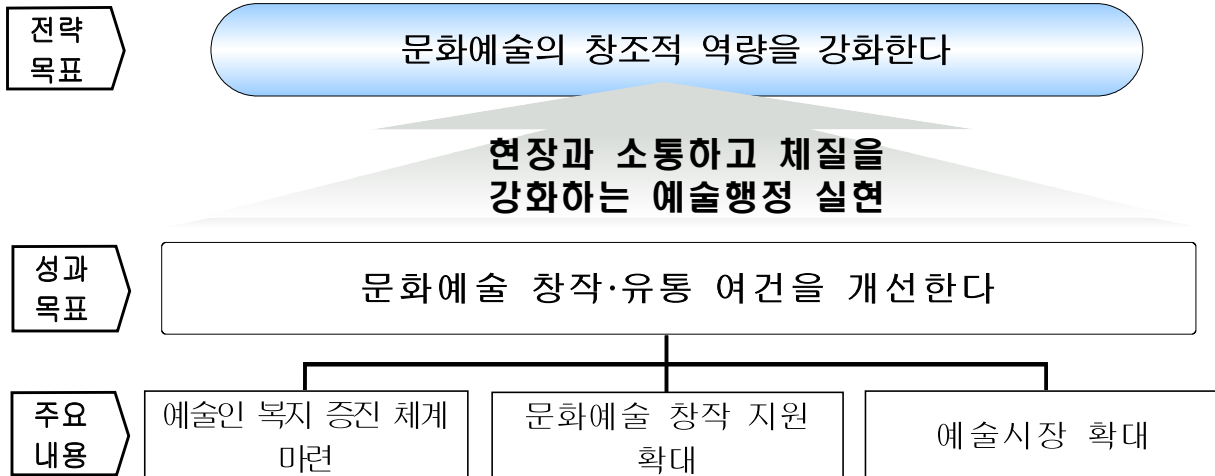 전략
목표
문화예술의 창조적 역량을 강화한다
현장과 소통하고 체질을
강화하는 예술행정 실현
성과
목표
문화예술 창작·유통 여건을 개선한다
주요
내용
예술인 복지 증진 체계
마련
문화예술 창작 지원
확대
예술시장 확대